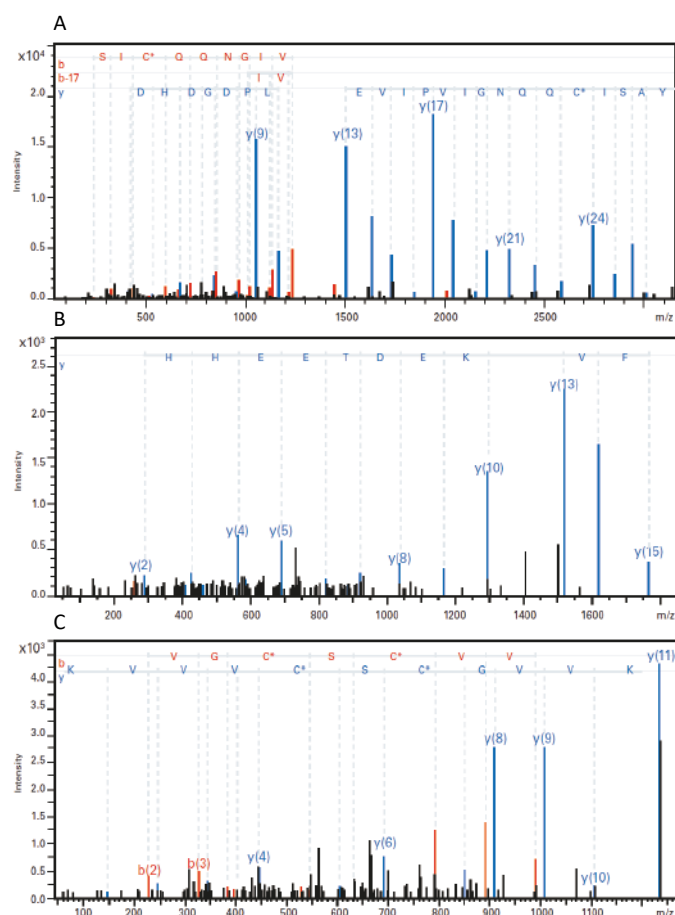 A
x10⁴
S I C* Q Q N G I V
b
b-17 I V
y D H D G D P L E V I P V I G N Q Q C* I S A Y
2.0
y(17)
y(9) y(13)
1.5
Intensity
1.0
y(24)
y(21)
0.5
0.0
500 1000 1500 2000 2500 m/z
B
x10³
y H H E E T D E K V F
2.5
y(13)
2.0
Intensity
1.5
y(10)
1.0
y(4) y(5)
0.5
y(2) y(8) y(15)
0.0
200 400 600 800 1000 1200 1400 1600 m/z
C
x10³
b V G C* S C* V V
y(11)
K V V V C* S C* G V V K
y
4.0
3.5
3.0
y(8) y(9)
2.5
Intensity
2.0
1.5
1.0
b(2) b(3) y(4) y(6)
0.5
y(10)
0.0
100 200 300 400 500 600 700 800 900 1000 1100 m/z